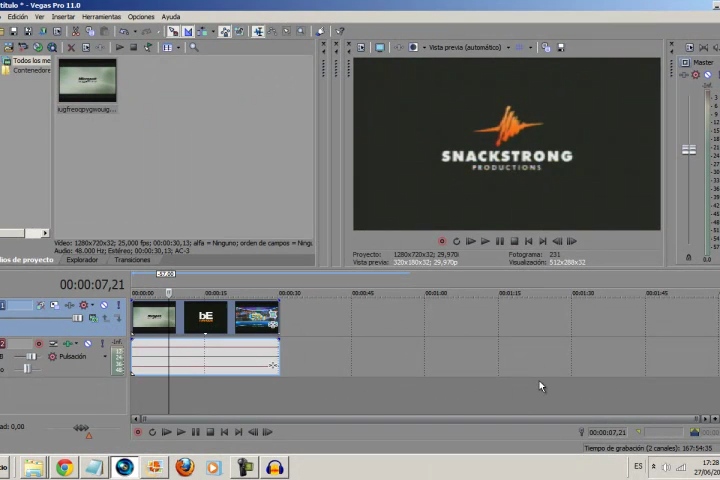 título * - Vegas Pro 11.0
Edición Insertar Herramientas Opciones Ayuda
Todos los me
Contenedore
Vista previa (automático)
Master
SNACKSTRONG
PRODUCTIONS
Vídeo: 1280x720x32; 25,000 fps; 00:00:30,13; alfa = Ninguno; orden de campos = Ningu
Audio: 48.000 Hz; Estéreo; 00:00:30,13; AC-3
dios de proyecto Explorador Transiciones
Proyecto: 1280x720x32; 29,970i Fotograma: 231
Vista previa: 320x180x32; 29,970p Visualización: 512x288x32
-57,00
00:00:07,21
00:00:00 00:00:15 00:00:30 00:00:45 00:01:00 00:01:15 00:01:30 00:01:45
bE
Pulsación
ad: 0,00
00:00:07,21
Tiempo de grabación (2 canales): 167:54:35
ES
17:28
27/06/20